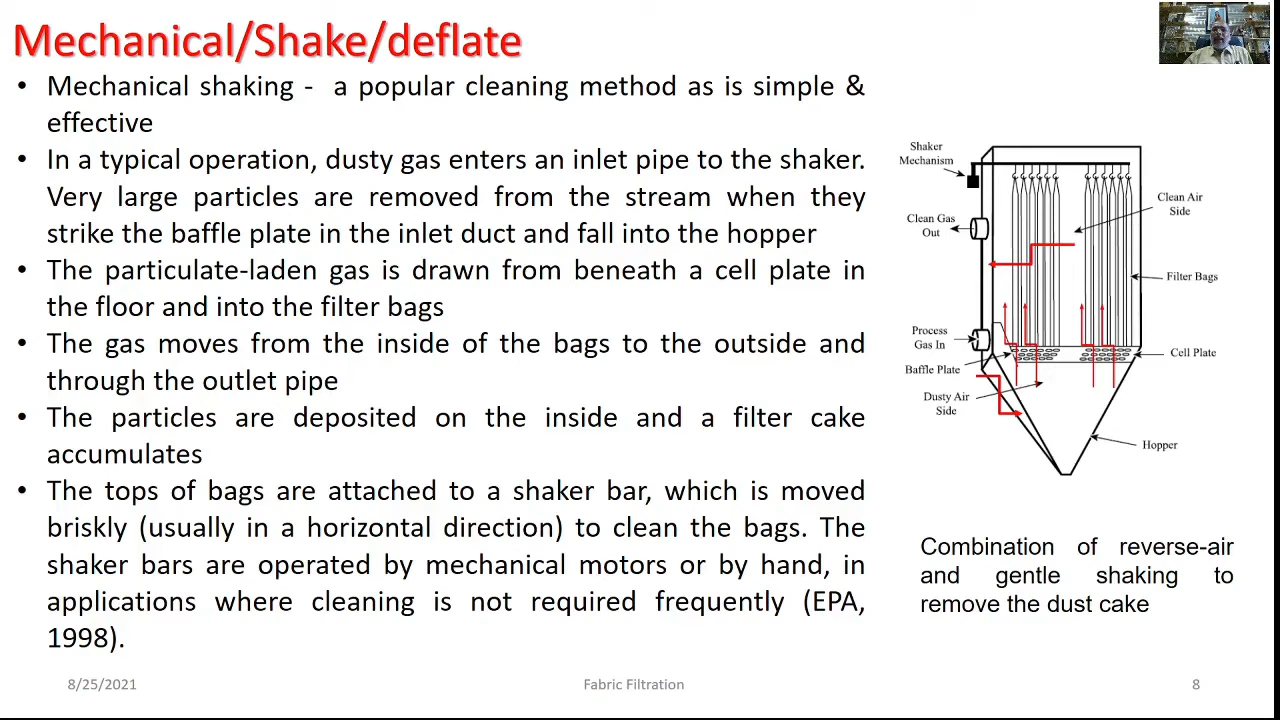 Mechanical/Shake/deflate
• Mechanical shaking - a popular cleaning method as is simple &
effective
• In a typical operation, dusty gas enters an inlet pipe to the shaker.
Very large particles are removed from the stream when they
strike the baffle plate in the inlet duct and fall into the hopper
• The particulate-laden gas is drawn from beneath a cell plate in
the floor and into the filter bags
• The gas moves from the inside of the bags to the outside and
through the outlet pipe
• The particles are deposited on the inside and a filter cake
accumulates
• The tops of bags are attached to a shaker bar, which is moved
briskly (usually in a horizontal direction) to clean the bags. The
shaker bars are operated by mechanical motors or by hand, in
applications where cleaning is not required frequently (EPA,
1998).
Shaker
Mechanism
Clean Air
Side
Clean Gas
Out
Filter Bags
Process
Gas In
Cell Plate
Baffle Plate
Dusty Air
Side
Hopper
Combination of reverse-air
and gentle shaking to
remove the dust cake
8/25/2021
Fabric Filtration
8